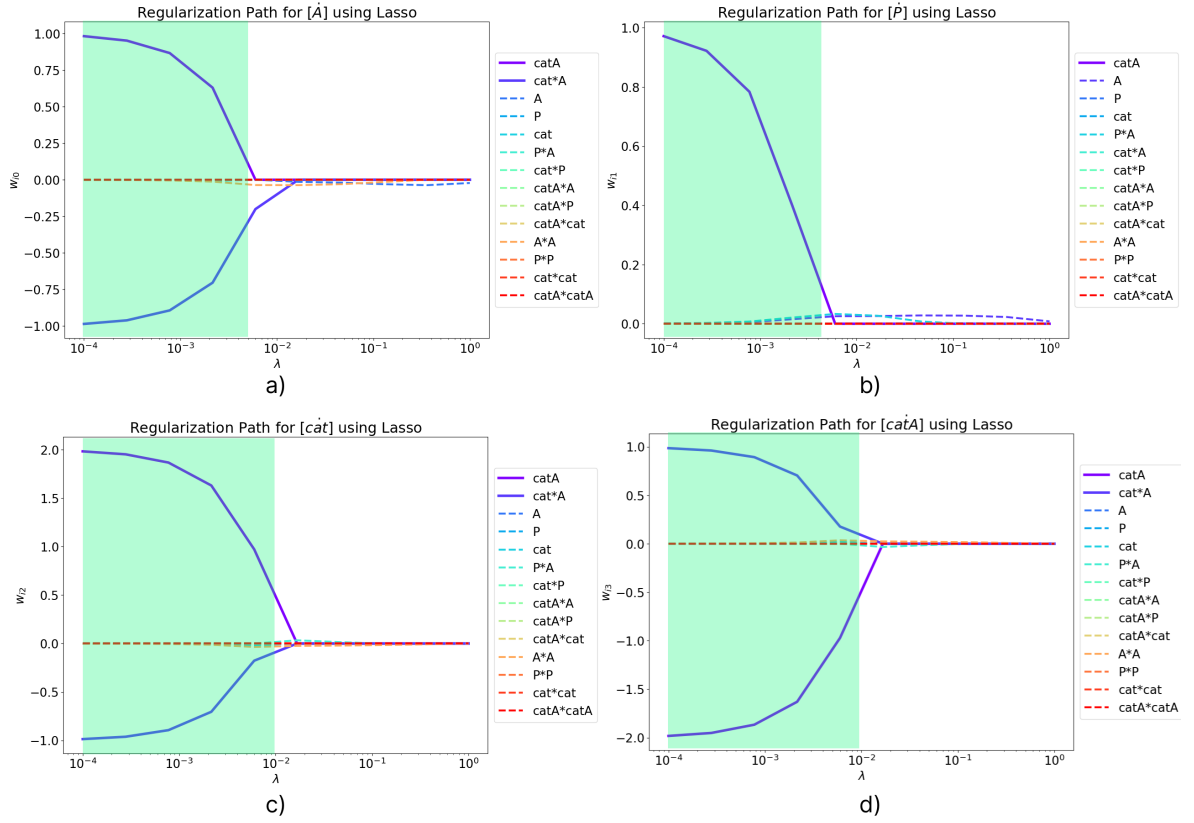 Regularization Path for [Ȧ] using Lasso
1.00
0.75
0.50
0.25
0.00
−0.25
−0.50
−0.75
−1.00
w_{i0}
10⁻⁴
10⁻³
10⁻²
10⁻¹
10⁰
λ
catA
cat*A
A
P
cat
P*A
cat*P
catA*A
catA*P
catA*cat
A*A
P*P
cat*cat
catA*catA
a)
Regularization Path for [Ṗ] using Lasso
1.0
0.8
0.6
0.4
0.2
0.0
w_{i1}
10⁻⁴
10⁻³
10⁻²
10⁻¹
10⁰
λ
catA
A
P
cat
P*A
cat*A
cat*P
catA*A
catA*P
catA*cat
A*A
P*P
cat*cat
catA*catA
b)
Regularization Path for [cȧt] using Lasso
2.0
1.5
1.0
0.5
0.0
−0.5
−1.0
w_{i2}
10⁻⁴
10⁻³
10⁻²
10⁻¹
10⁰
λ
catA
cat*A
A
P
cat
P*A
cat*P
catA*A
catA*P
catA*cat
A*A
P*P
cat*cat
catA*catA
c)
Regularization Path for [caṫA] using Lasso
1.0
0.5
0.0
−0.5
−1.0
−1.5
−2.0
w_{i3}
10⁻⁴
10⁻³
10⁻²
10⁻¹
10⁰
λ
catA
cat*A
A
P
cat
P*A
cat*P
catA*A
catA*P
catA*cat
A*A
P*P
cat*cat
catA*catA
d)